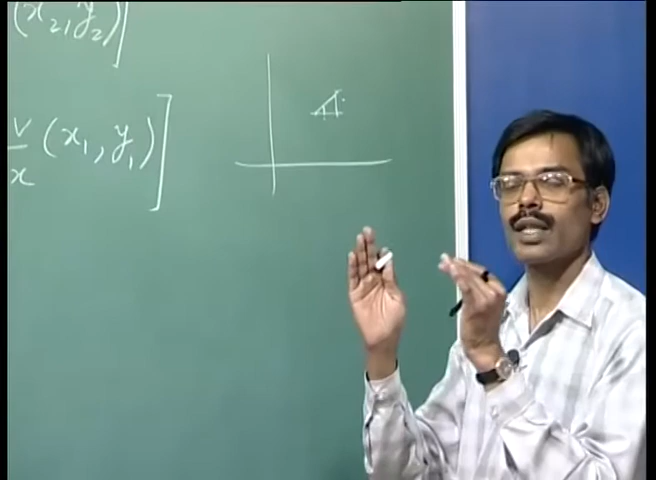 (x₂, y₂)]
v/x (x₁, y₁)]